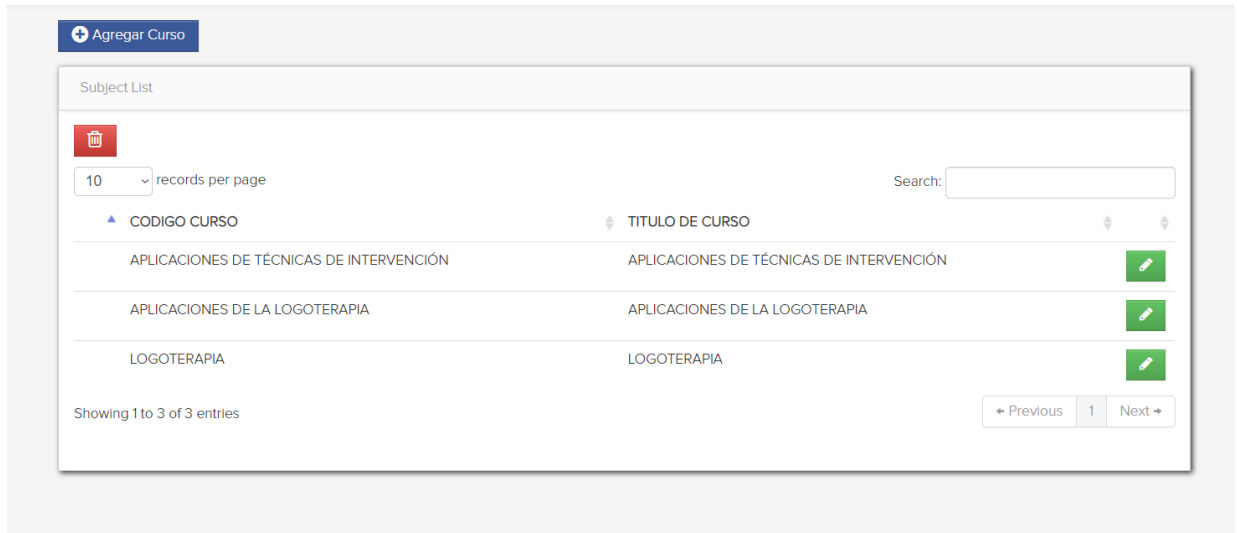 Agregar Curso
Subject List
10 records per page Search:
CODIGO CURSO TITULO DE CURSO
APLICACIONES DE TÉCNICAS DE INTERVENCIÓN APLICACIONES DE TÉCNICAS DE INTERVENCIÓN
APLICACIONES DE LA LOGOTERAPIA APLICACIONES DE LA LOGOTERAPIA
LOGOTERAPIA LOGOTERAPIA
Showing 1 to 3 of 3 entries ← Previous 1 Next →